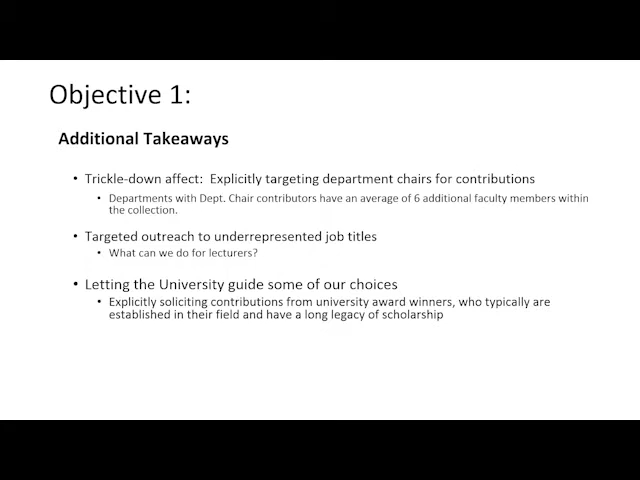 Objective 1:
Additional Takeaways
• Trickle-down affect:  Explicitly targeting department chairs for contributions
• Departments with Dept. Chair contributors have an average of 6 additional faculty members within
the collection.
• Targeted outreach to underrepresented job titles
• What can we do for lecturers?
• Letting the University guide some of our choices
• Explicitly soliciting contributions from university award winners, who typically are
established in their field and have a long legacy of scholarship